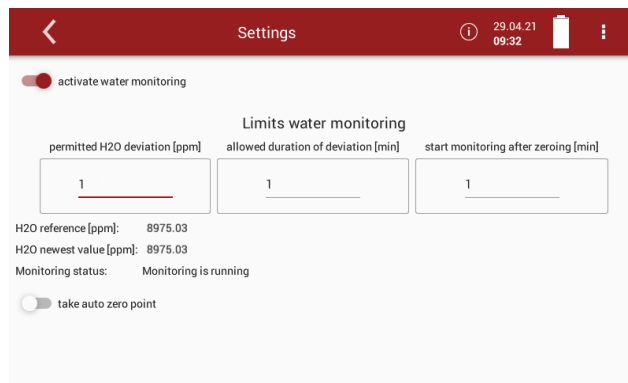 Settings
29.04.21
09:32
activate water monitoring
Limits water monitoring
permitted H2O deviation [ppm] allowed duration of deviation [min] start monitoring after zeroing [min]
1 1 1
H2O reference [ppm]: 8975.03
H2O newest value [ppm]: 8975.03
Monitoring status: Monitoring is running
take auto zero point